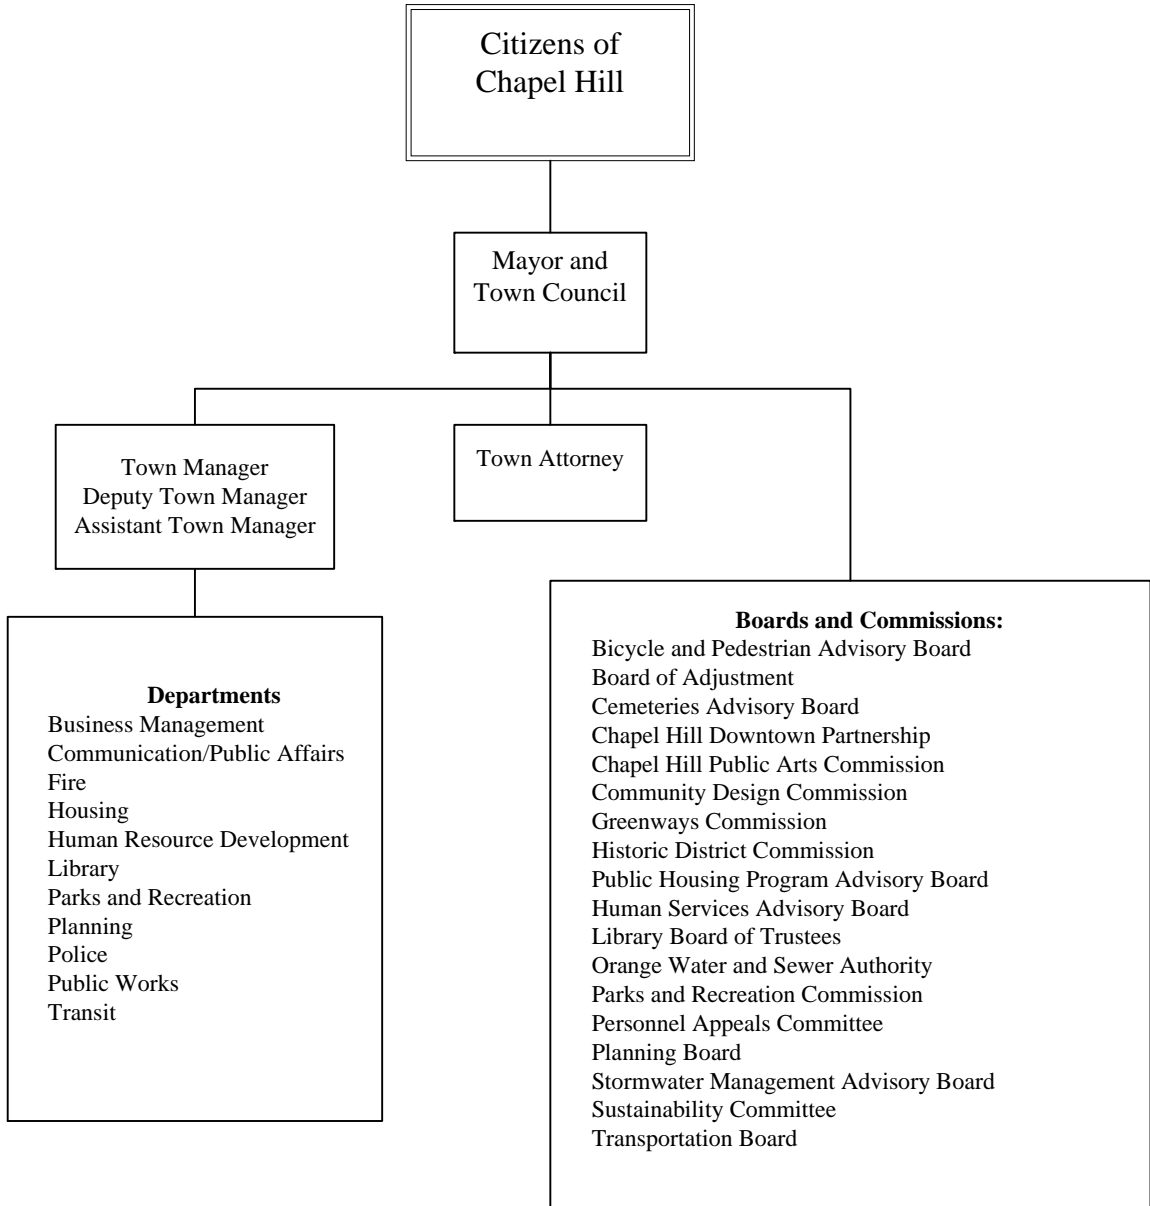 Citizens of
Chapel Hill
Mayor and
Town Council
Town Manager
Deputy Town Manager
Assistant Town Manager
Town Attorney
Departments
Business Management
Communication/Public Affairs
Fire
Housing
Human Resource Development
Library
Parks and Recreation
Planning
Police
Public Works
Transit
Boards and Commissions:
Bicycle and Pedestrian Advisory Board
Board of Adjustment
Cemeteries Advisory Board
Chapel Hill Downtown Partnership
Chapel Hill Public Arts Commission
Community Design Commission
Greenways Commission
Historic District Commission
Public Housing Program Advisory Board
Human Services Advisory Board
Library Board of Trustees
Orange Water and Sewer Authority
Parks and Recreation Commission
Personnel Appeals Committee
Planning Board
Stormwater Management Advisory Board
Sustainability Committee
Transportation Board